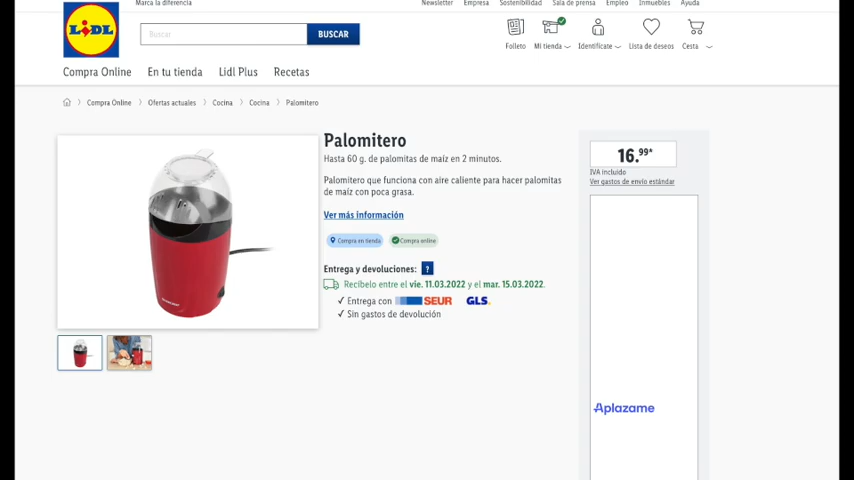 Marca la diferencia
Newsletter Empresa Sostenibilidad Sala de prensa Empleo Inmuebles Ayuda
LIDL
Buscar
BUSCAR
Folleto Mi tienda Identifícate Lista de deseos Cesta
Compra Online En tu tienda Lidl Plus Recetas
Compra Online Ofertas actuales Cocina Cocina Palomitero
Palomitero
Hasta 60 g. de palomitas de maíz en 2 minutos.
Palomitero que funciona con aire caliente para hacer palomitas
de maíz con poca grasa.
Ver más información
Compra en tienda Compra online
Entrega y devoluciones: ?
Recíbelo entre el vie. 11.03.2022 y el mar. 15.03.2022.
✓ Entrega con SEUR GLS.
✓ Sin gastos de devolución
16.99*
IVA incluido
Ver gastos de envío estándar
Aplazame